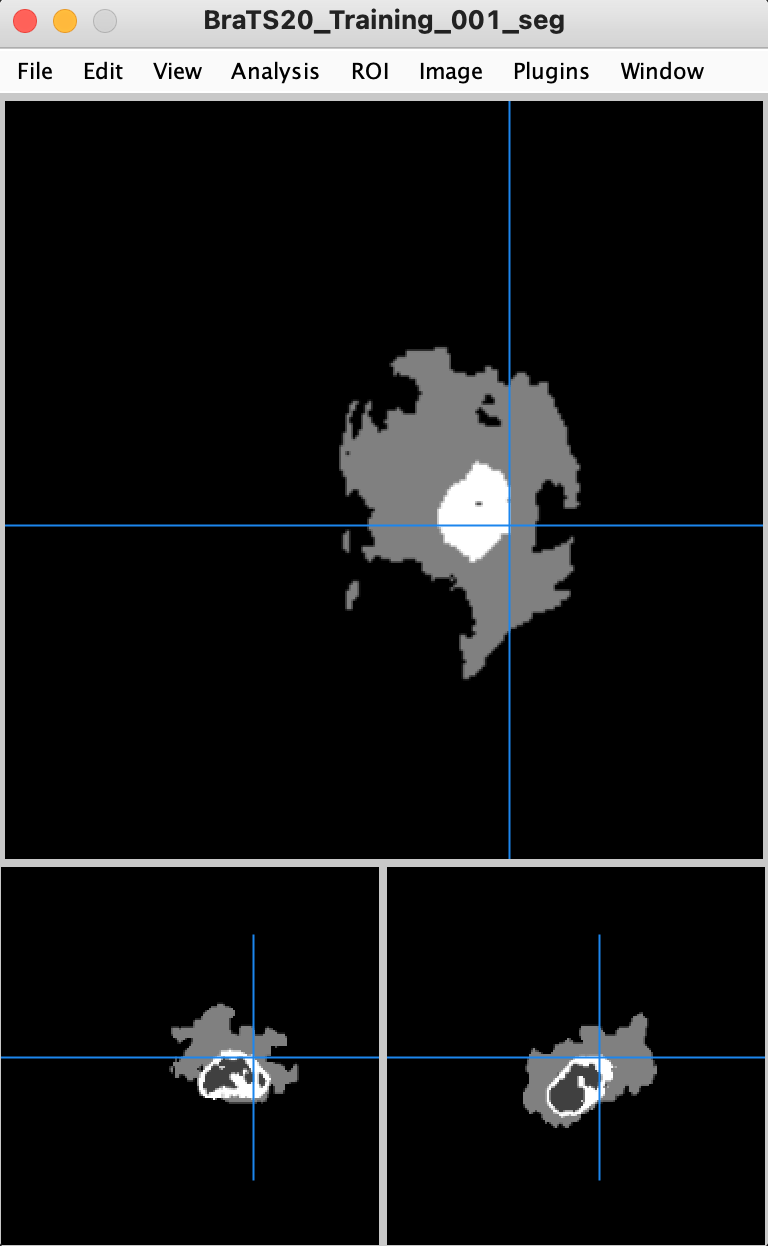 BraTS20_Training_001_seg
File Edit View Analysis ROI Image Plugins Window